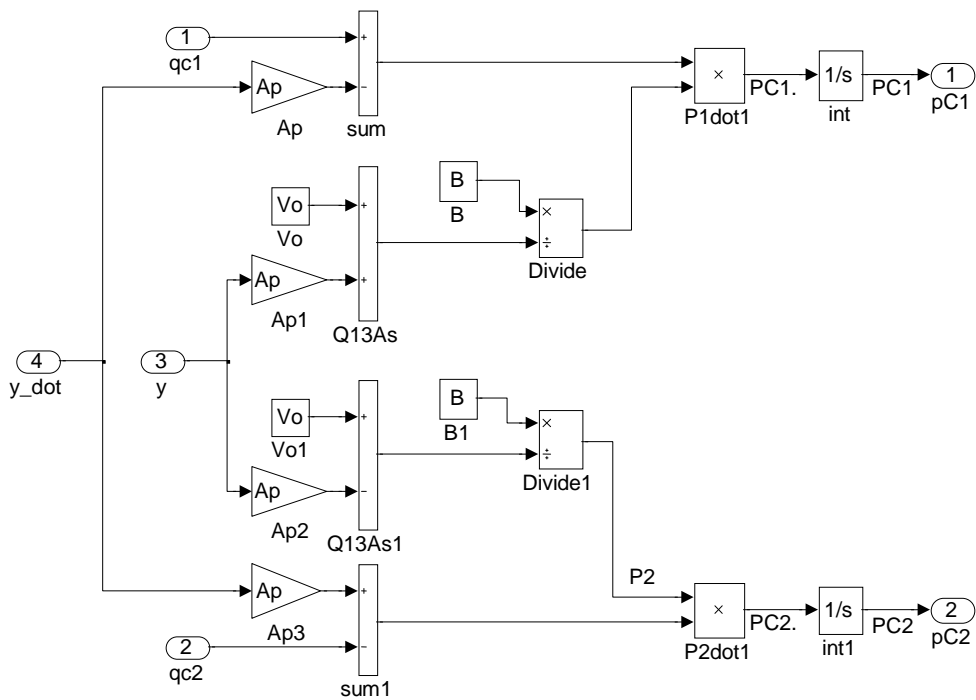 1
qc1
+
Ap
−
Ap
sum
×
P1dot1
PC1.
1/s
int
PC1
1
pC1
B
B
Vo
Vo
+
×
÷
Divide
Ap
+
Ap1
Q13As
4
y_dot
3
y
B
B1
Vo
Vo1
+
×
÷
Divide1
Ap
−
Ap2
Q13As1
P2
Ap
+
Ap3
−
2
qc2
sum1
×
P2dot1
PC2.
1/s
int1
PC2
2
pC2